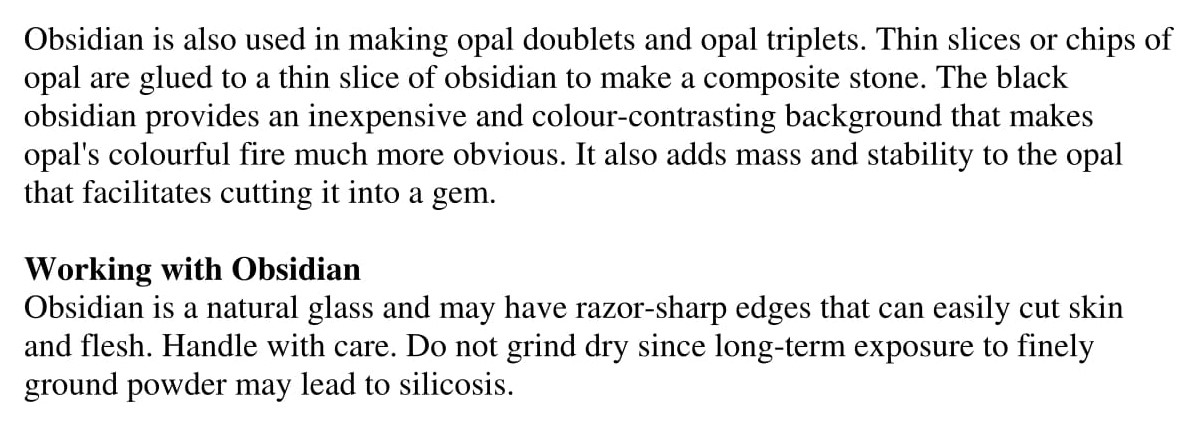 Obsidian is also used in making opal doublets and opal triplets. Thin slices or chips of
opal are glued to a thin slice of obsidian to make a composite stone. The black
obsidian provides an inexpensive and colour-contrasting background that makes
opal's colourful fire much more obvious. It also adds mass and stability to the opal
that facilitates cutting it into a gem.
Working with Obsidian
Obsidian is a natural glass and may have razor-sharp edges that can easily cut skin
and flesh. Handle with care. Do not grind dry since long-term exposure to finely
ground powder may lead to silicosis.